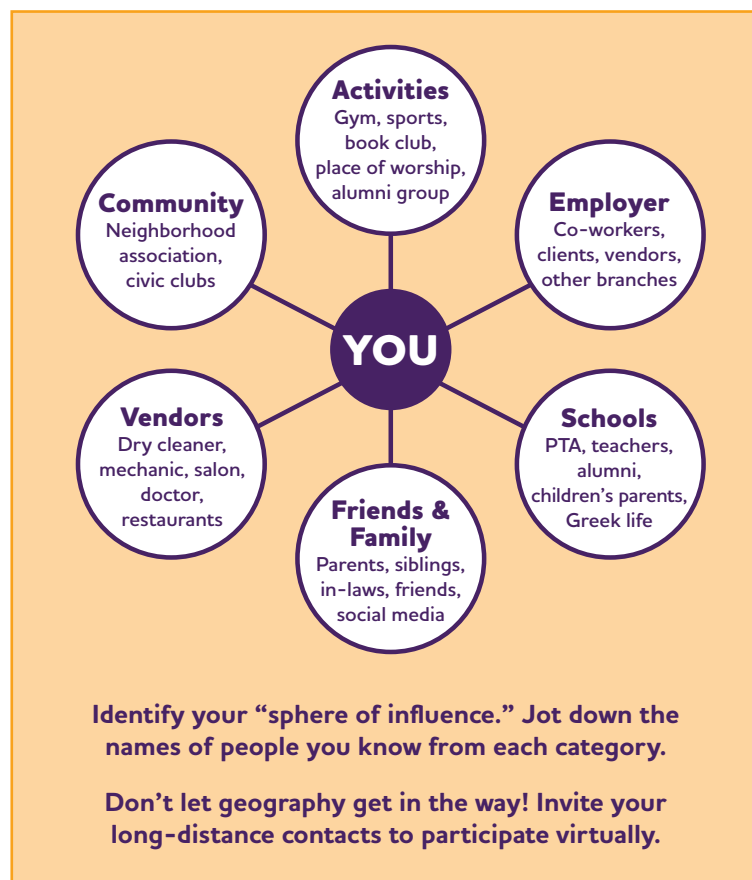 Activities
Gym, sports,
book club,
place of worship,
alumni group
Community
Neighborhood
association,
civic clubs
Employer
Co-workers,
clients, vendors,
other branches
YOU
Vendors
Dry cleaner,
mechanic, salon,
doctor,
restaurants
Schools
PTA, teachers,
alumni,
children’s parents,
Greek life
Friends &
Family
Parents, siblings,
in-laws, friends,
social media
Identify your “sphere of influence.” Jot down the
names of people you know from each category.
Don’t let geography get in the way! Invite your
long-distance contacts to participate virtually.